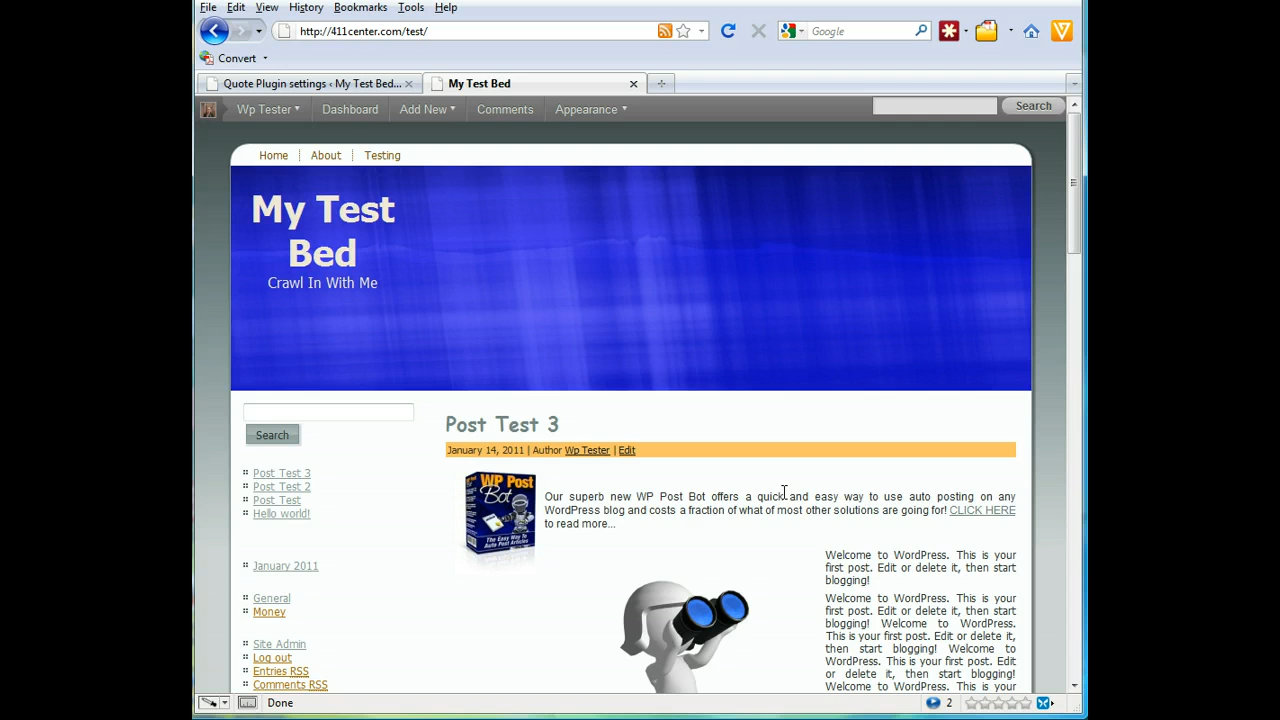 File Edit View History Bookmarks Tools Help
http://411center.com/test/
Google
Convert
Quote Plugin settings ‹ My Test Bed...
My Test Bed
Wp Tester Dashboard Add New Comments Appearance
Search
Home About Testing
My Test
Bed
Crawl In With Me
Search
Post Test 3
Post Test 2
Post Test
Hello world!
January 2011
General
Money
Site Admin
Log out
Entries RSS
Comments RSS
Post Test 3
January 14, 2011 | Author Wp Tester | Edit
WP Post
Bot
The Easy Way To
Auto Post Articles
Our superb new WP Post Bot offers a quick and easy way to use auto posting on any
WordPress blog and costs a fraction of what of most other solutions are going for! CLICK HERE
to read more...
Welcome to WordPress. This is your
first post. Edit or delete it, then start
blogging!
Welcome to WordPress. This is your
first post. Edit or delete it, then start
blogging! Welcome to WordPress.
This is your first post. Edit or delete
it, then start blogging! Welcome to
WordPress. This is your first post. Edit
or delete it, then start blogging!
Welcome to WordPress. This is your
Done
2